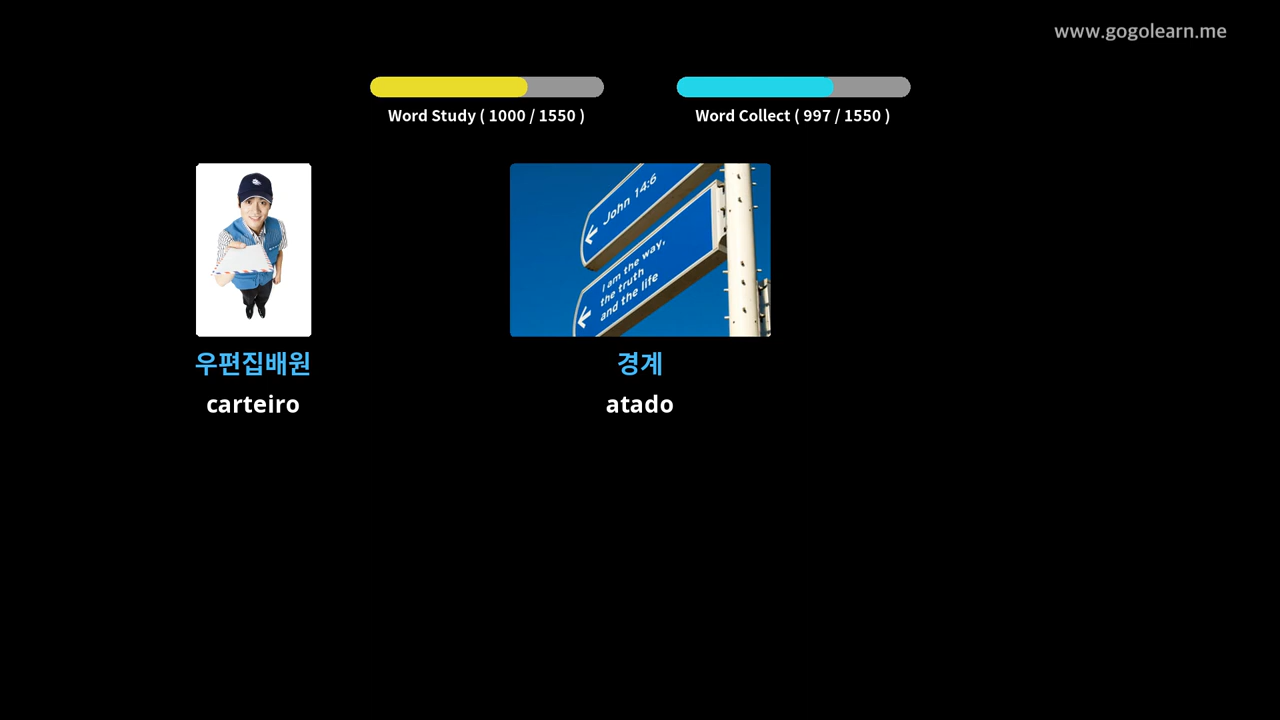 www.gogolearn.me
Word Study ( 1000 / 1550 )
Word Collect ( 997 / 1550 )
John 14:6
I am the way,
the truth
and the life
우편집배원
carteiro
경계
atado